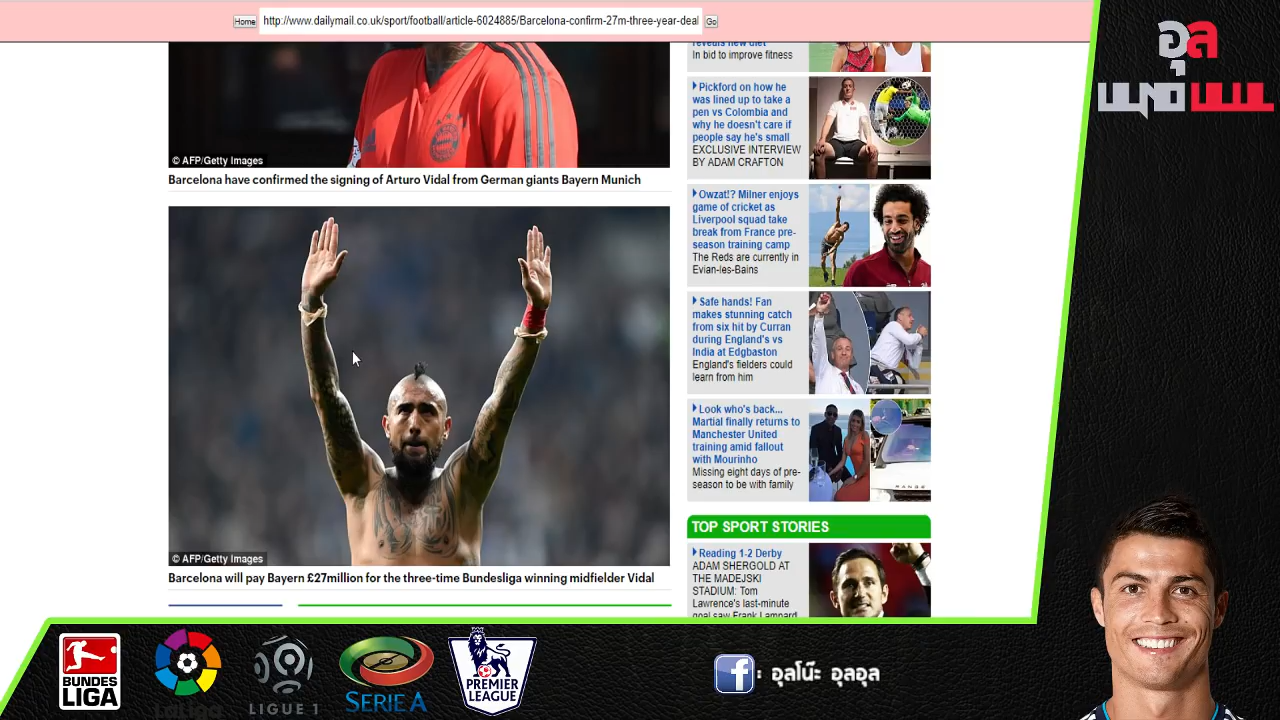 Home
http://www.dailymail.co.uk/sport/football/article-6024885/Barcelona-confirm-27m-three-year-deal
Go
© AFP/Getty Images
Barcelona have confirmed the signing of Arturo Vidal from German giants Bayern Munich
© AFP/Getty Images
Barcelona will pay Bayern £27million for the three-time Bundesliga winning midfielder Vidal
reveals new diet
In bid to improve fitness
Pickford on how he
was lined up to take a
pen vs Colombia and
why he doesn't care if
people say he's small
EXCLUSIVE INTERVIEW
BY ADAM CRAFTON
Owzat!? Milner enjoys
game of cricket as
Liverpool squad take
break from France pre-
season training camp
The Reds are currently in
Evian-les-Bains
Safe hands! Fan
makes stunning catch
from six hit by Curran
during England's vs
India at Edgbaston
England's fielders could
learn from him
Look who's back...
Martial finally returns to
Manchester United
training amid fallout
with Mourinho
Missing eight days of pre-
season to be with family
TOP SPORT STORIES
Reading 1-2 Derby
ADAM SHERGOLD AT
THE MADEJSKI
STADIUM: Tom
Lawrence's last-minute
goal saw Frank Lampard
BUNDES
LIGA
LaLiga
LIGUE 1
SERIE A
PREMIER
LEAGUE
f : อุลโน๊ะ อุลอุล